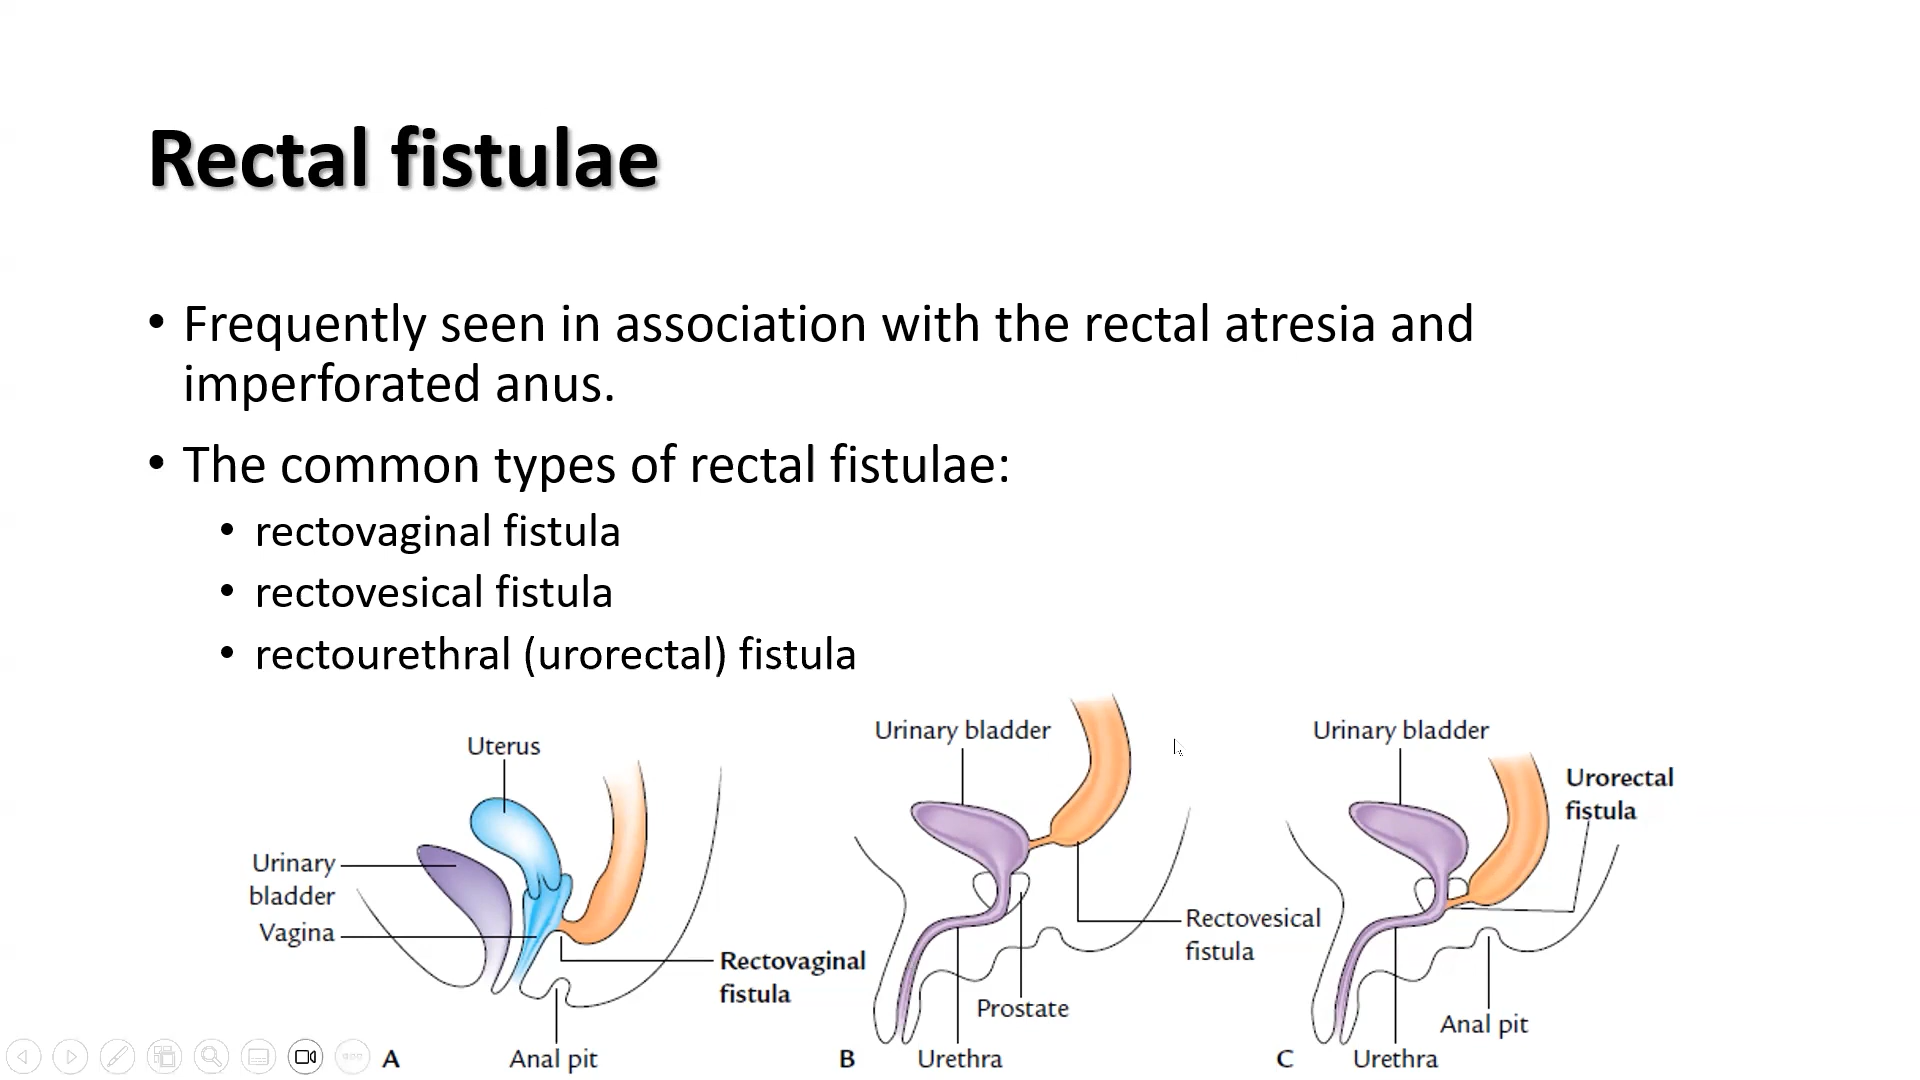 Rectal fistulae
• Frequently seen in association with the rectal atresia and
imperforated anus.
• The common types of rectal fistulae:
• rectovaginal fistula
• rectovesical fistula
• rectourethral (urorectal) fistula
Uterus
Urinary
bladder
Vagina
Rectovaginal
fistula
Anal pit
A
Urinary bladder
Rectovesical
fistula
Prostate
Urethra
B
Urinary bladder
Urorectal
fistula
Anal pit
Urethra
C